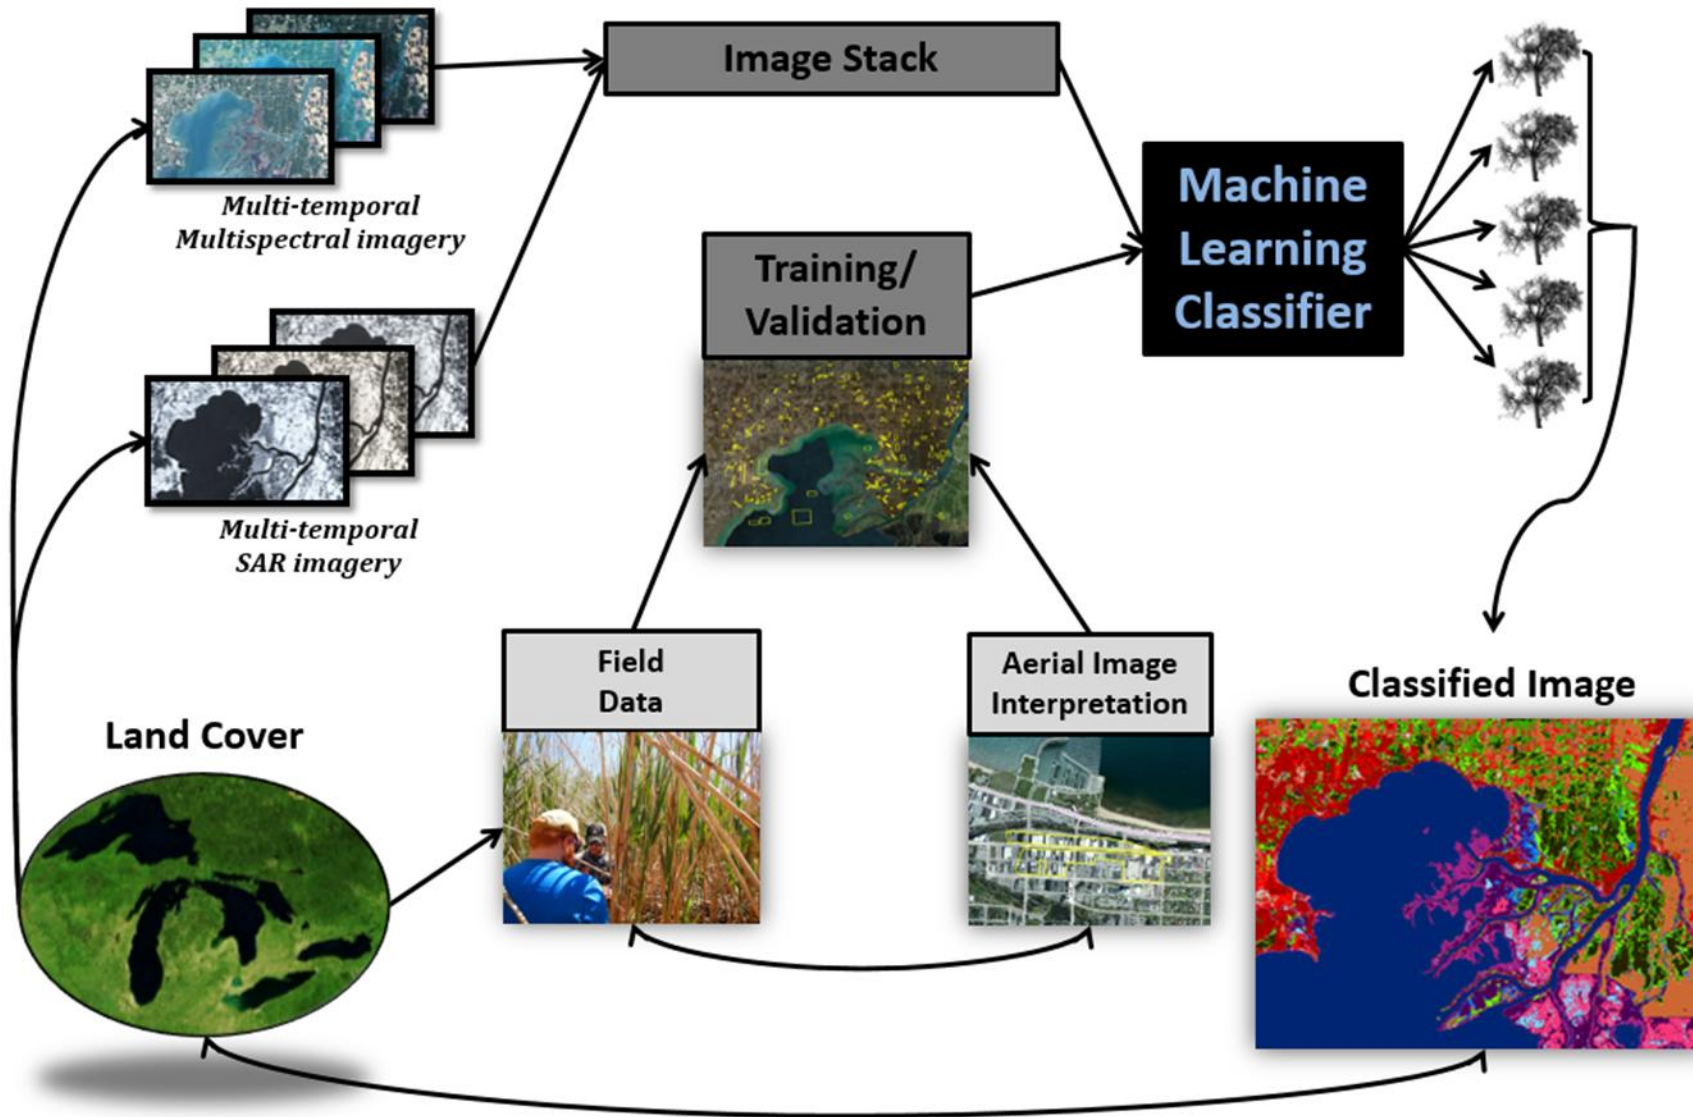 Image Stack
Multi-temporal
Multispectral imagery
Machine
Learning
Classifier
Training/
Validation
Multi-temporal
SAR imagery
Field
Data
Aerial Image
Interpretation
Classified Image
Land Cover